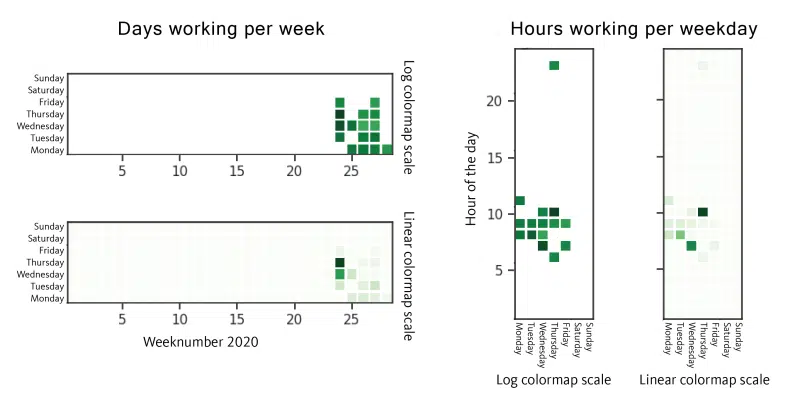 Days working per week
Sunday
Saturday
Friday
Thursday
Wednesday
Tuesday
Monday
5 10 15 20 25
Log colormap scale
Sunday
Saturday
Friday
Thursday
Wednesday
Tuesday
Monday
5 10 15 20 25
Linear colormap scale
Weeknumber 2020
Hours working per weekday
Hour of the day
20
15
10
5
Monday
Tuesday
Wednesday
Thursday
Friday
Saturday
Sunday
Log colormap scale
Monday
Tuesday
Wednesday
Thursday
Friday
Saturday
Sunday
Linear colormap scale